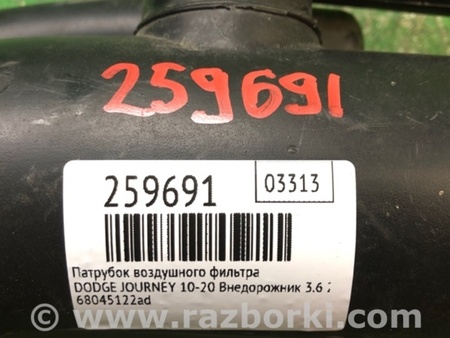 259691
259691
03313
Патрубок воздушного фильтра
DODGE JOURNEY 10-20 Внедорожник 3.6
68045122ad
www.razborki.com